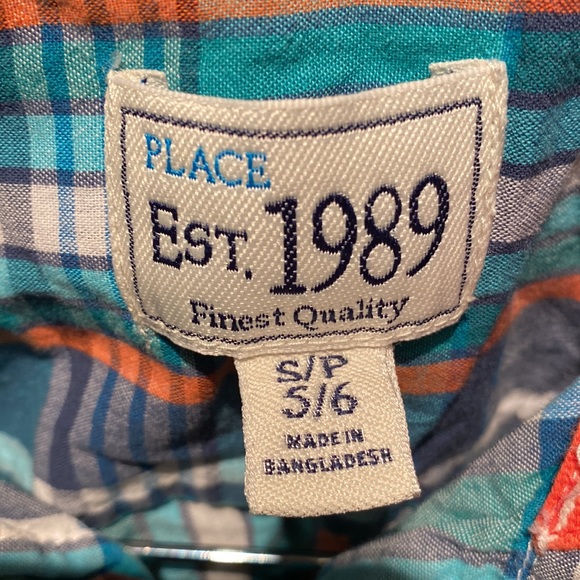 PLACE
EST. 1989
Finest Quality
S/P
5/6
MADE IN
BANGLADESH